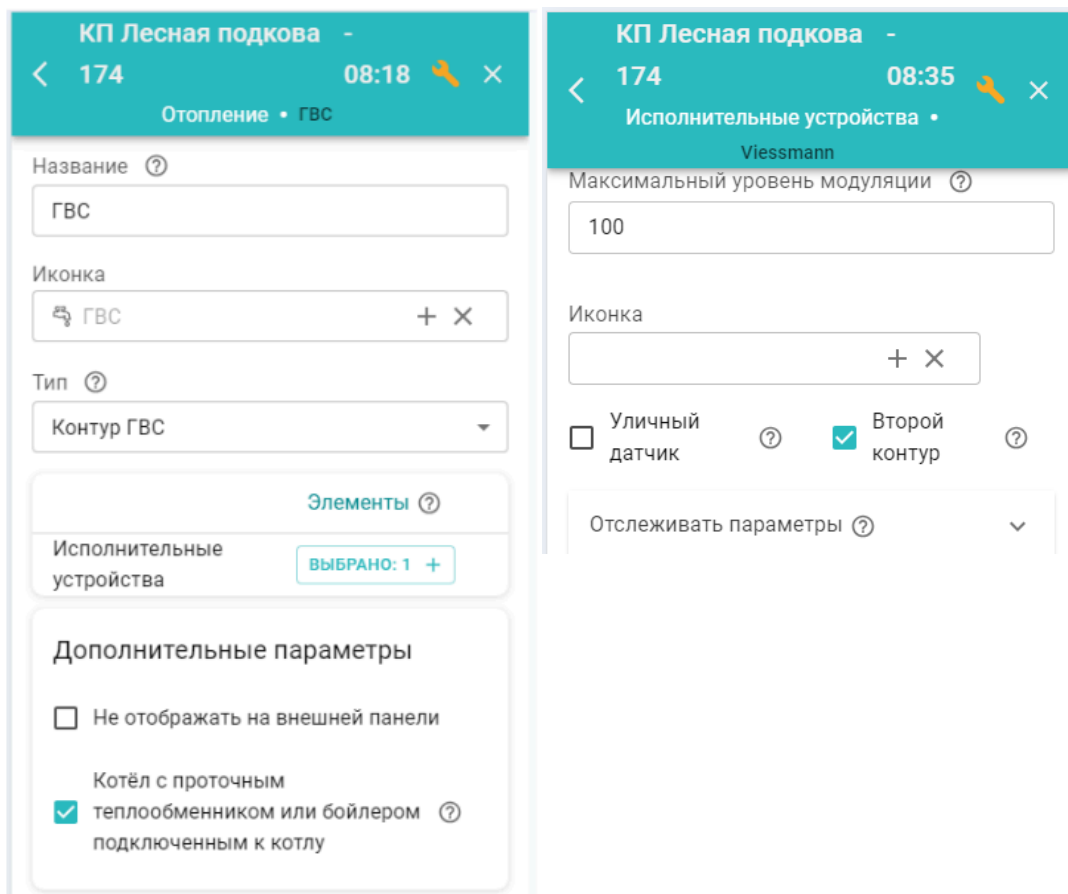 КП Лесная подкова -
174 08:18
Отопление • ГВС
Название
ГВС
Иконка
ГВС
Тип
Контур ГВС
Элементы
Исполнительные
устройства
ВЫБРАНО: 1 +
Дополнительные параметры
Не отображать на внешней панели
Котёл с проточным
теплообменником или бойлером
подключенным к котлу
КП Лесная подкова -
174 08:35
Исполнительные устройства •
Viessmann
Максимальный уровень модуляции
100
Иконка
Уличный
датчик
Второй
контур
Отслеживать параметры